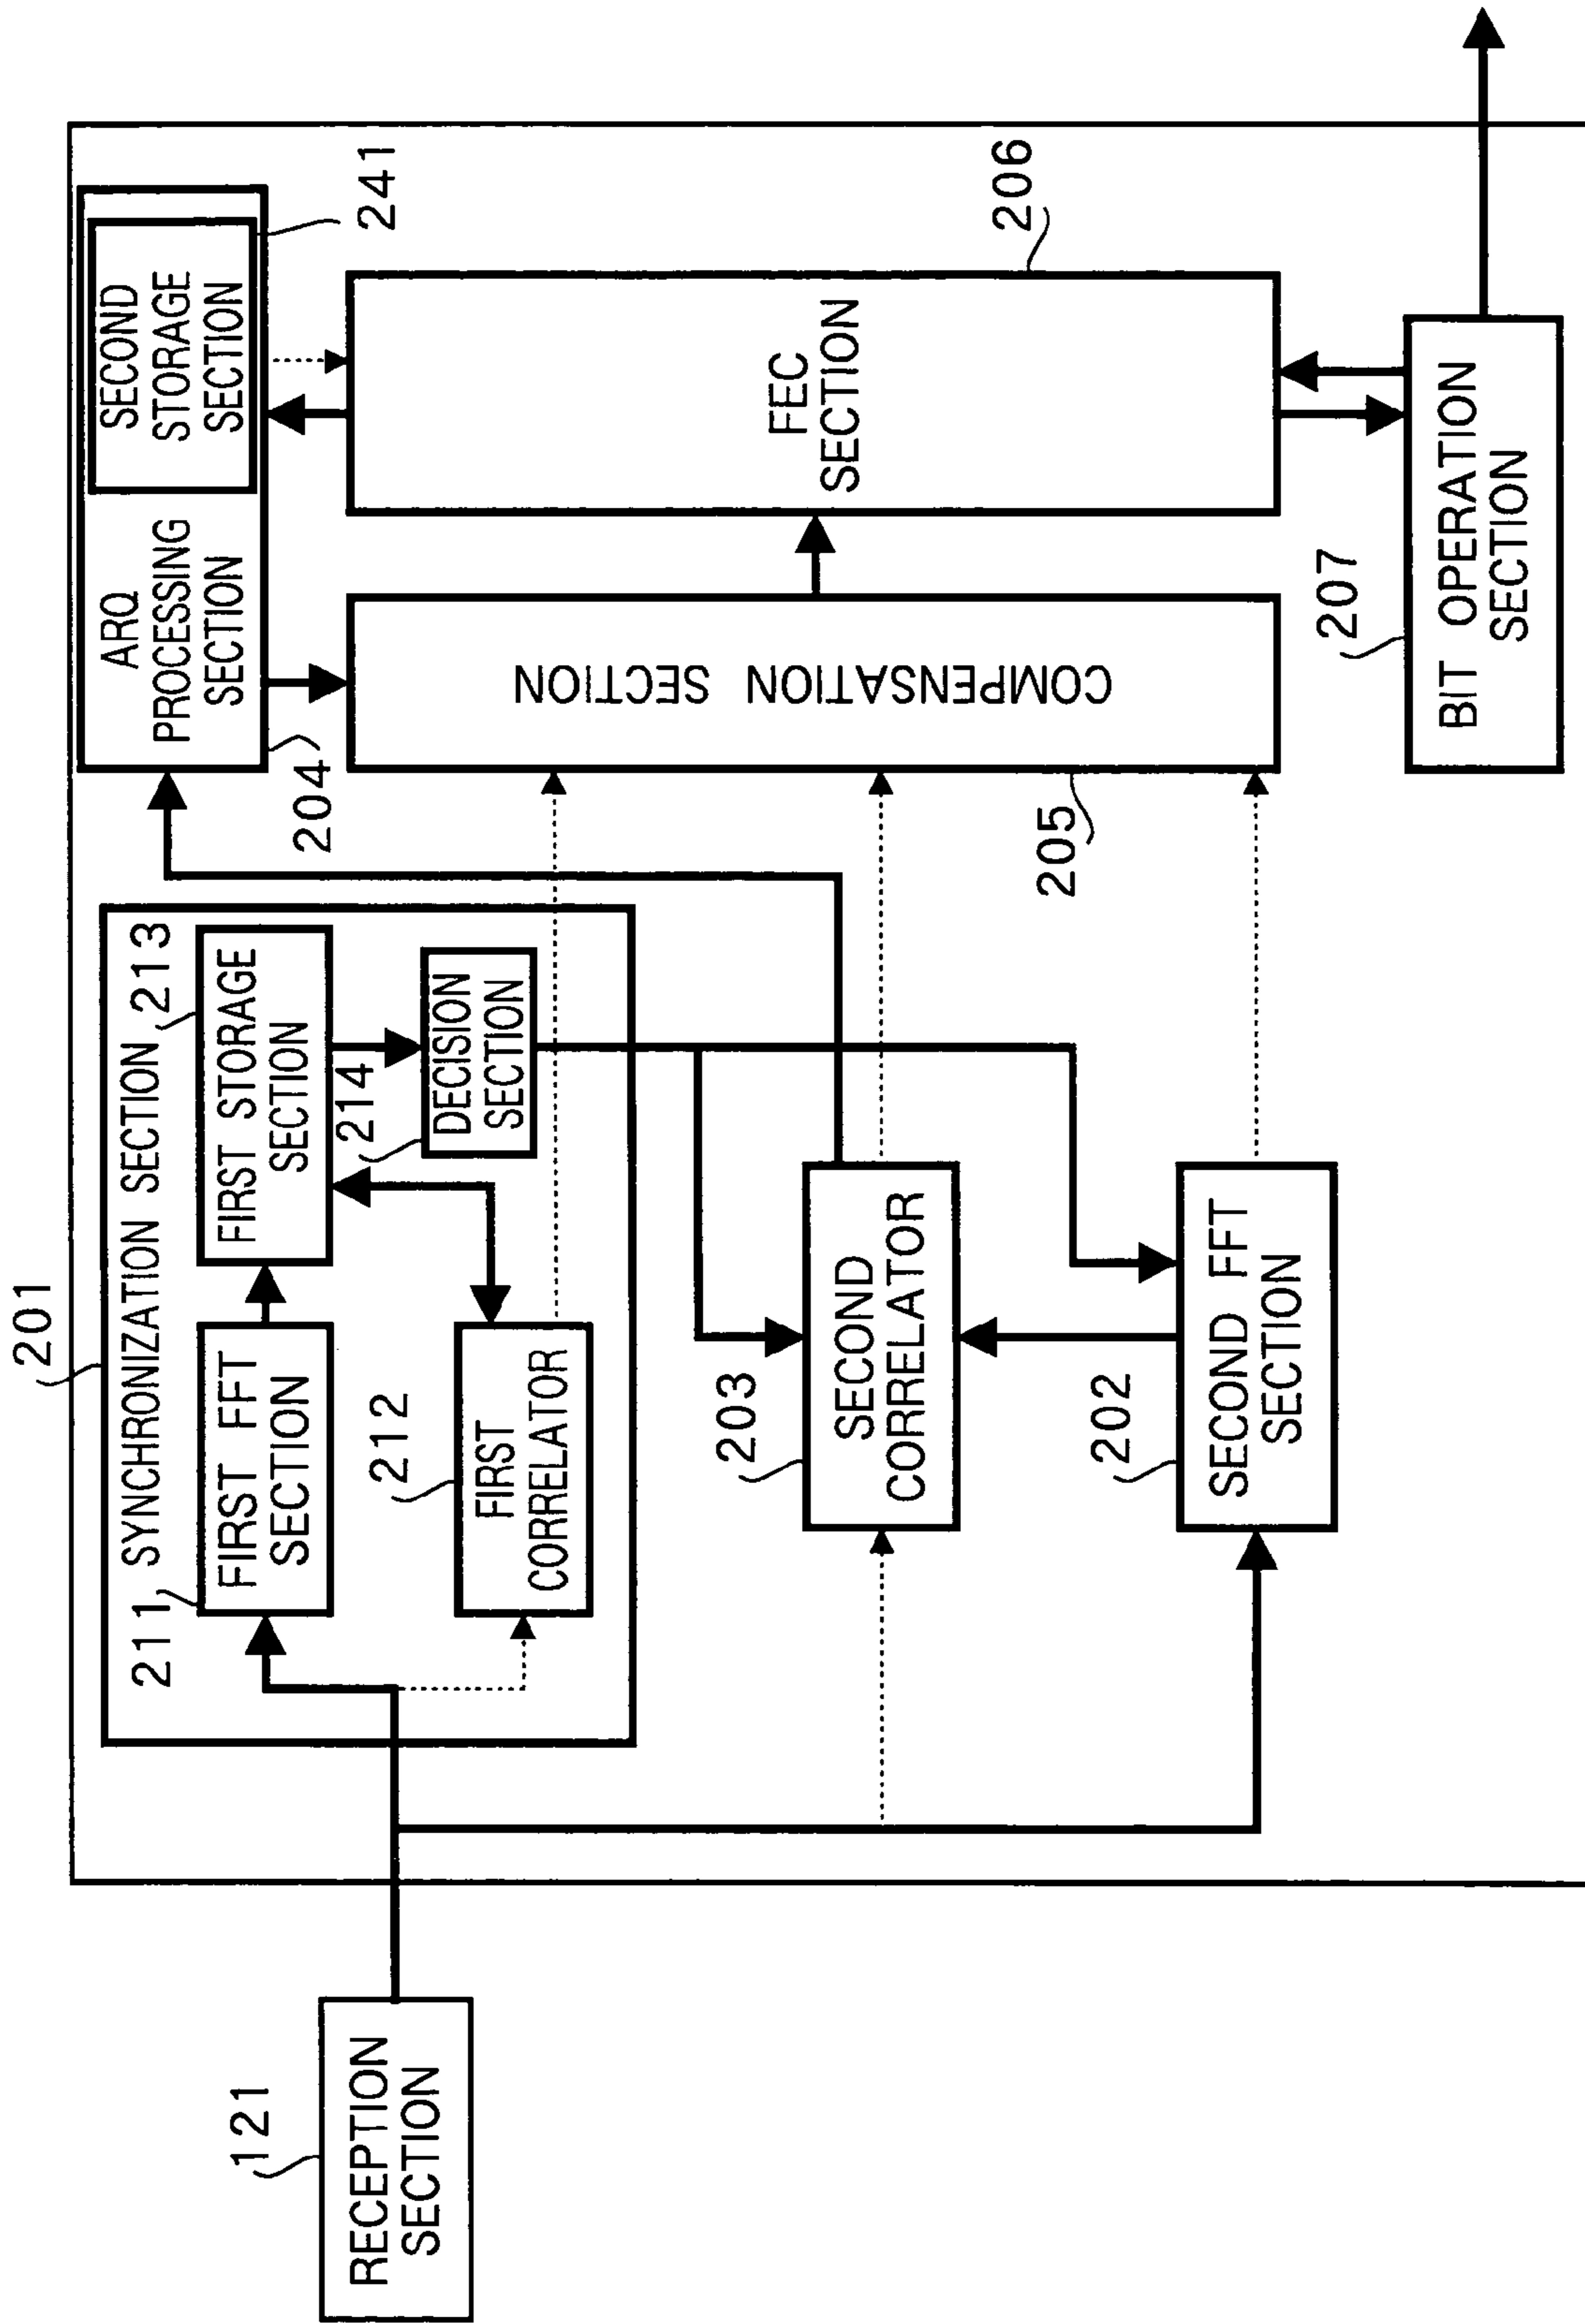 121
RECEPTION
SECTION
201
SYNCHRONIZATION SECTION
211
FIRST FFT
SECTION
213
FIRST STORAGE
SECTION
212
FIRST
CORRELATOR
214
DECISION
SECTION
203
SECOND
CORRELATOR
202
SECOND FFT
SECTION
204
ARQ
PROCESSING
SECTION
SECOND
STORAGE
SECTION
241
205
COMPENSATION SECTION
206
FEC
SECTION
207
BIT OPERATION
SECTION